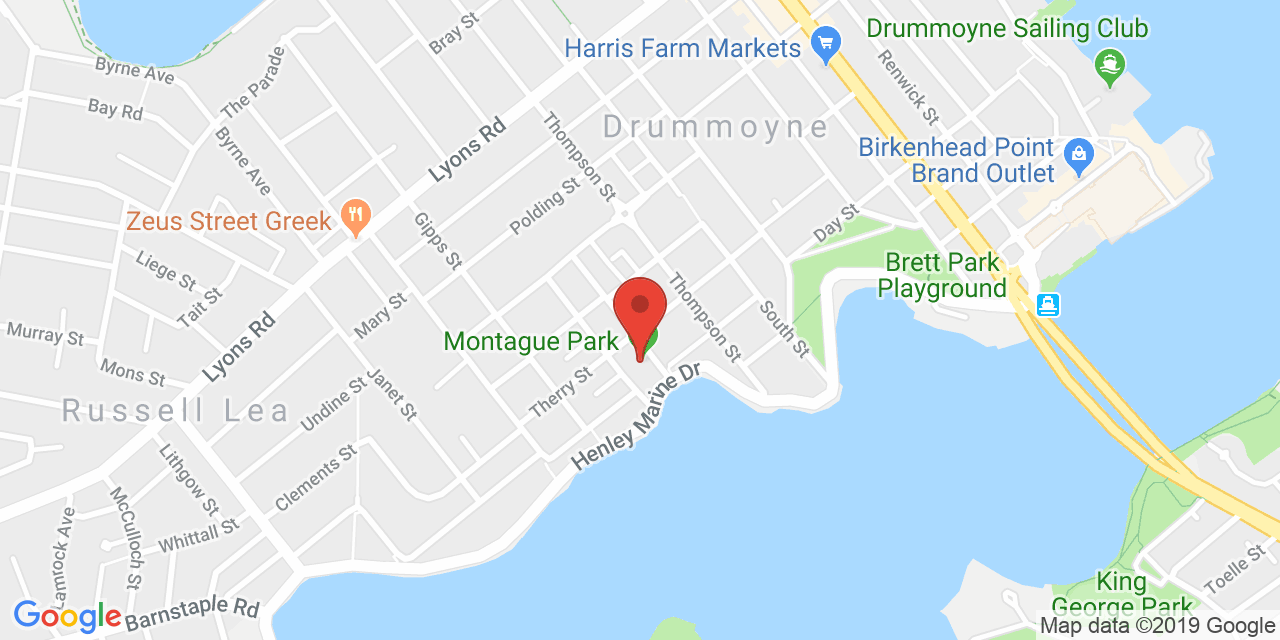 Bray St
Drummoyne Sailing Club
Harris Farm Markets
Byrne Ave
The Parade
Renwick St
Bay Rd
Lyons Rd
Thompson St
Drummoyne
Birkenhead Point
Brand Outlet
Byrne Ave
Polding St
Zeus Street Greek
Gipps St
Day St
Liege St
Brett Park
Playground
Tait St
Mary St
Thompson St
South St
Murray St
Lyons Rd
Montague Park
Mons St
Undine St
Janet St
Therry St
Henley Marine Dr
Russell Lea
Lithgow St
Clements St
McCulloch St
Whittall St
Lamrock Ave
Toelle St
King
George Park
Google
Barnstaple Rd
Map data ©2019 Google